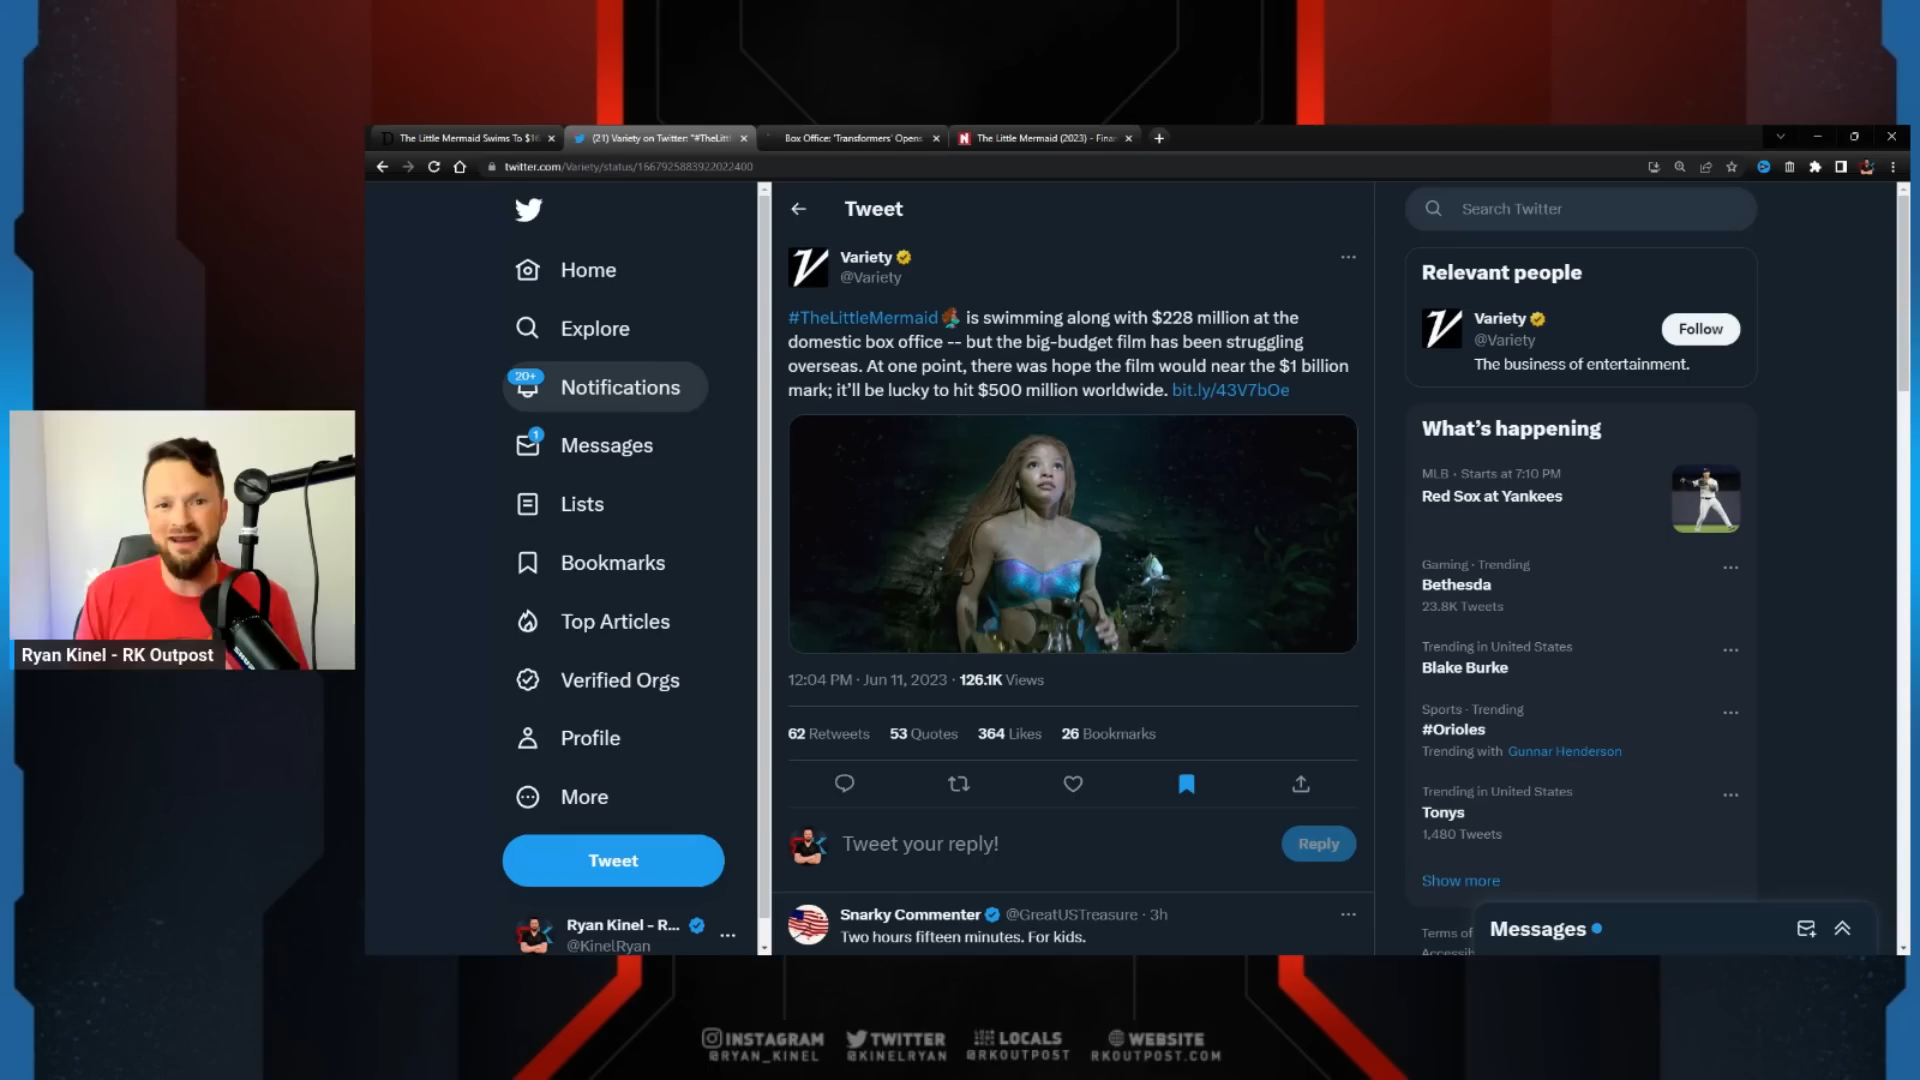 The Little Mermaid Swims To $16
(21) Variety on Twitter: "#TheLittl
Box Office: 'Transformers' Opens
The Little Mermaid (2023) - Finan
twitter.com/Variety/status/1667925883922022400
Home
Explore
20+
Notifications
1
Messages
Lists
Bookmarks
Top Articles
Verified Orgs
Profile
More
Tweet
Ryan Kinel - R...
@KinelRyan
Tweet
Variety
@Variety
#TheLittleMermaid is swimming along with $228 million at the
domestic box office -- but the big-budget film has been struggling
overseas. At one point, there was hope the film would near the $1 billion
mark; it'll be lucky to hit $500 million worldwide. bit.ly/43V7bOe
12:04 PM · Jun 11, 2023 · 126.1K Views
62 Retweets 53 Quotes 364 Likes 26 Bookmarks
Tweet your reply!
Reply
Snarky Commenter @GreatUSTreasure · 3h
Two hours fifteen minutes. For kids.
Search Twitter
Relevant people
Variety
@Variety
Follow
The business of entertainment.
What's happening
MLB · Starts at 7:10 PM
Red Sox at Yankees
Gaming · Trending
Bethesda
23.8K Tweets
Trending in United States
Blake Burke
Sports · Trending
#Orioles
Trending with Gunnar Henderson
Trending in United States
Tonys
1,480 Tweets
Show more
Terms of
Messages
Ryan Kinel - RK Outpost
SHURE
INSTAGRAM
@RYAN_KINEL
TWITTER
@KINELRYAN
LOCALS
@RKOUTPOST
WEBSITE
RKOUTPOST.COM